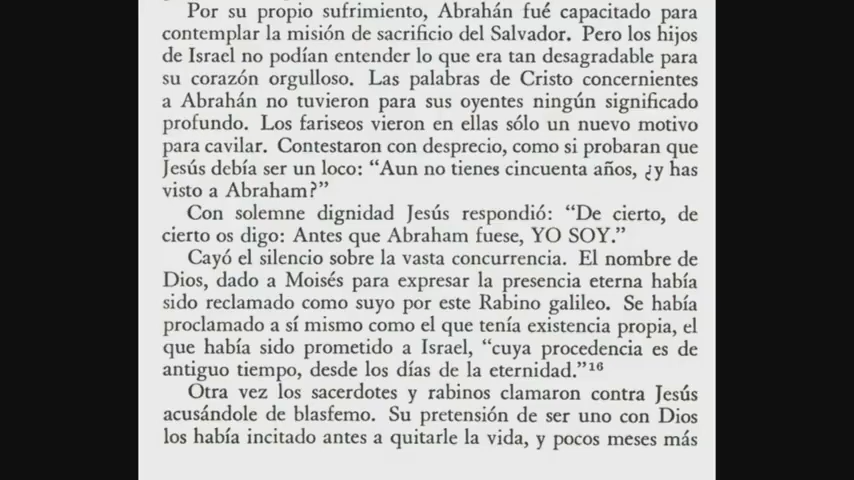 Por su propio sufrimiento, Abrahán fué capacitado para
contemplar la misión de sacrificio del Salvador. Pero los hijos
de Israel no podían entender lo que era tan desagradable para
su corazón orgulloso. Las palabras de Cristo concernientes
a Abrahán no tuvieron para sus oyentes ningún significado
profundo. Los fariseos vieron en ellas sólo un nuevo motivo
para cavilar. Contestaron con desprecio, como si probaran que
Jesús debía ser un loco: “Aun no tienes cincuenta años, ¿y has
visto a Abraham?”
Con solemne dignidad Jesús respondió: “De cierto, de
cierto os digo: Antes que Abraham fuese, YO SOY.”
Cayó el silencio sobre la vasta concurrencia. El nombre de
Dios, dado a Moisés para expresar la presencia eterna había
sido reclamado como suyo por este Rabino galileo. Se había
proclamado a sí mismo como el que tenía existencia propia, el
que había sido prometido a Israel, “cuya procedencia es de
antiguo tiempo, desde los días de la eternidad.”¹⁶
Otra vez los sacerdotes y rabinos clamaron contra Jesús
acusándole de blasfemo. Su pretensión de ser uno con Dios
los había incitado antes a quitarle la vida, y pocos meses más